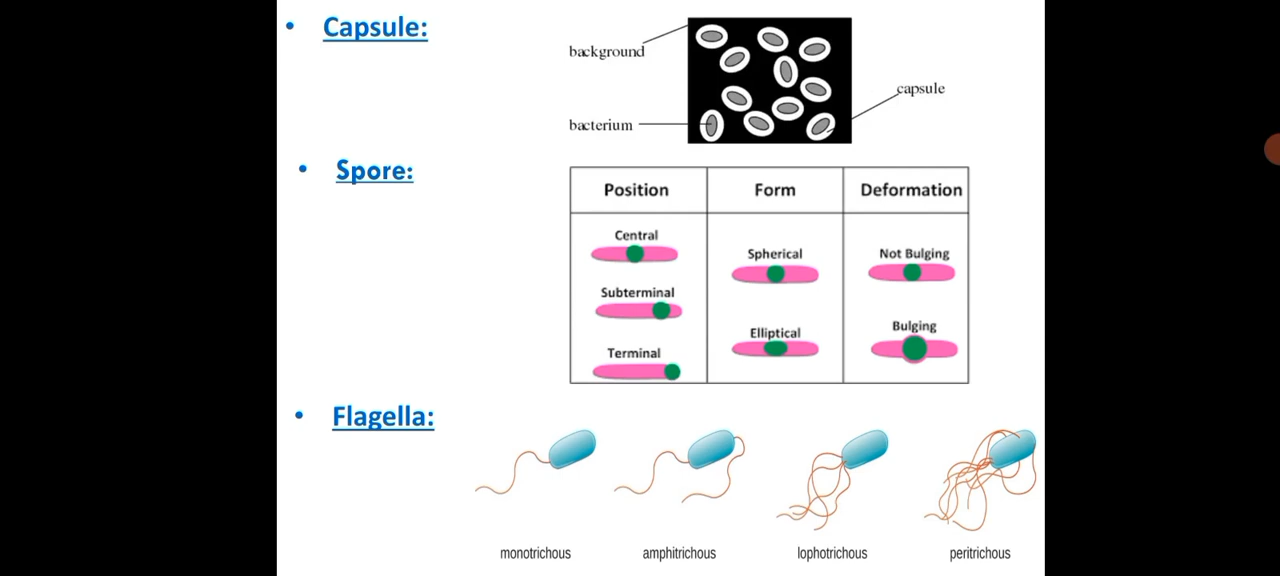 • Capsule:
background
capsule
bacterium
• Spore:
Position Form Deformation
Central
Spherical Not Bulging
Subterminal
Elliptical Bulging
Terminal
• Flagella:
monotrichous amphitrichous lophotrichous peritrichous